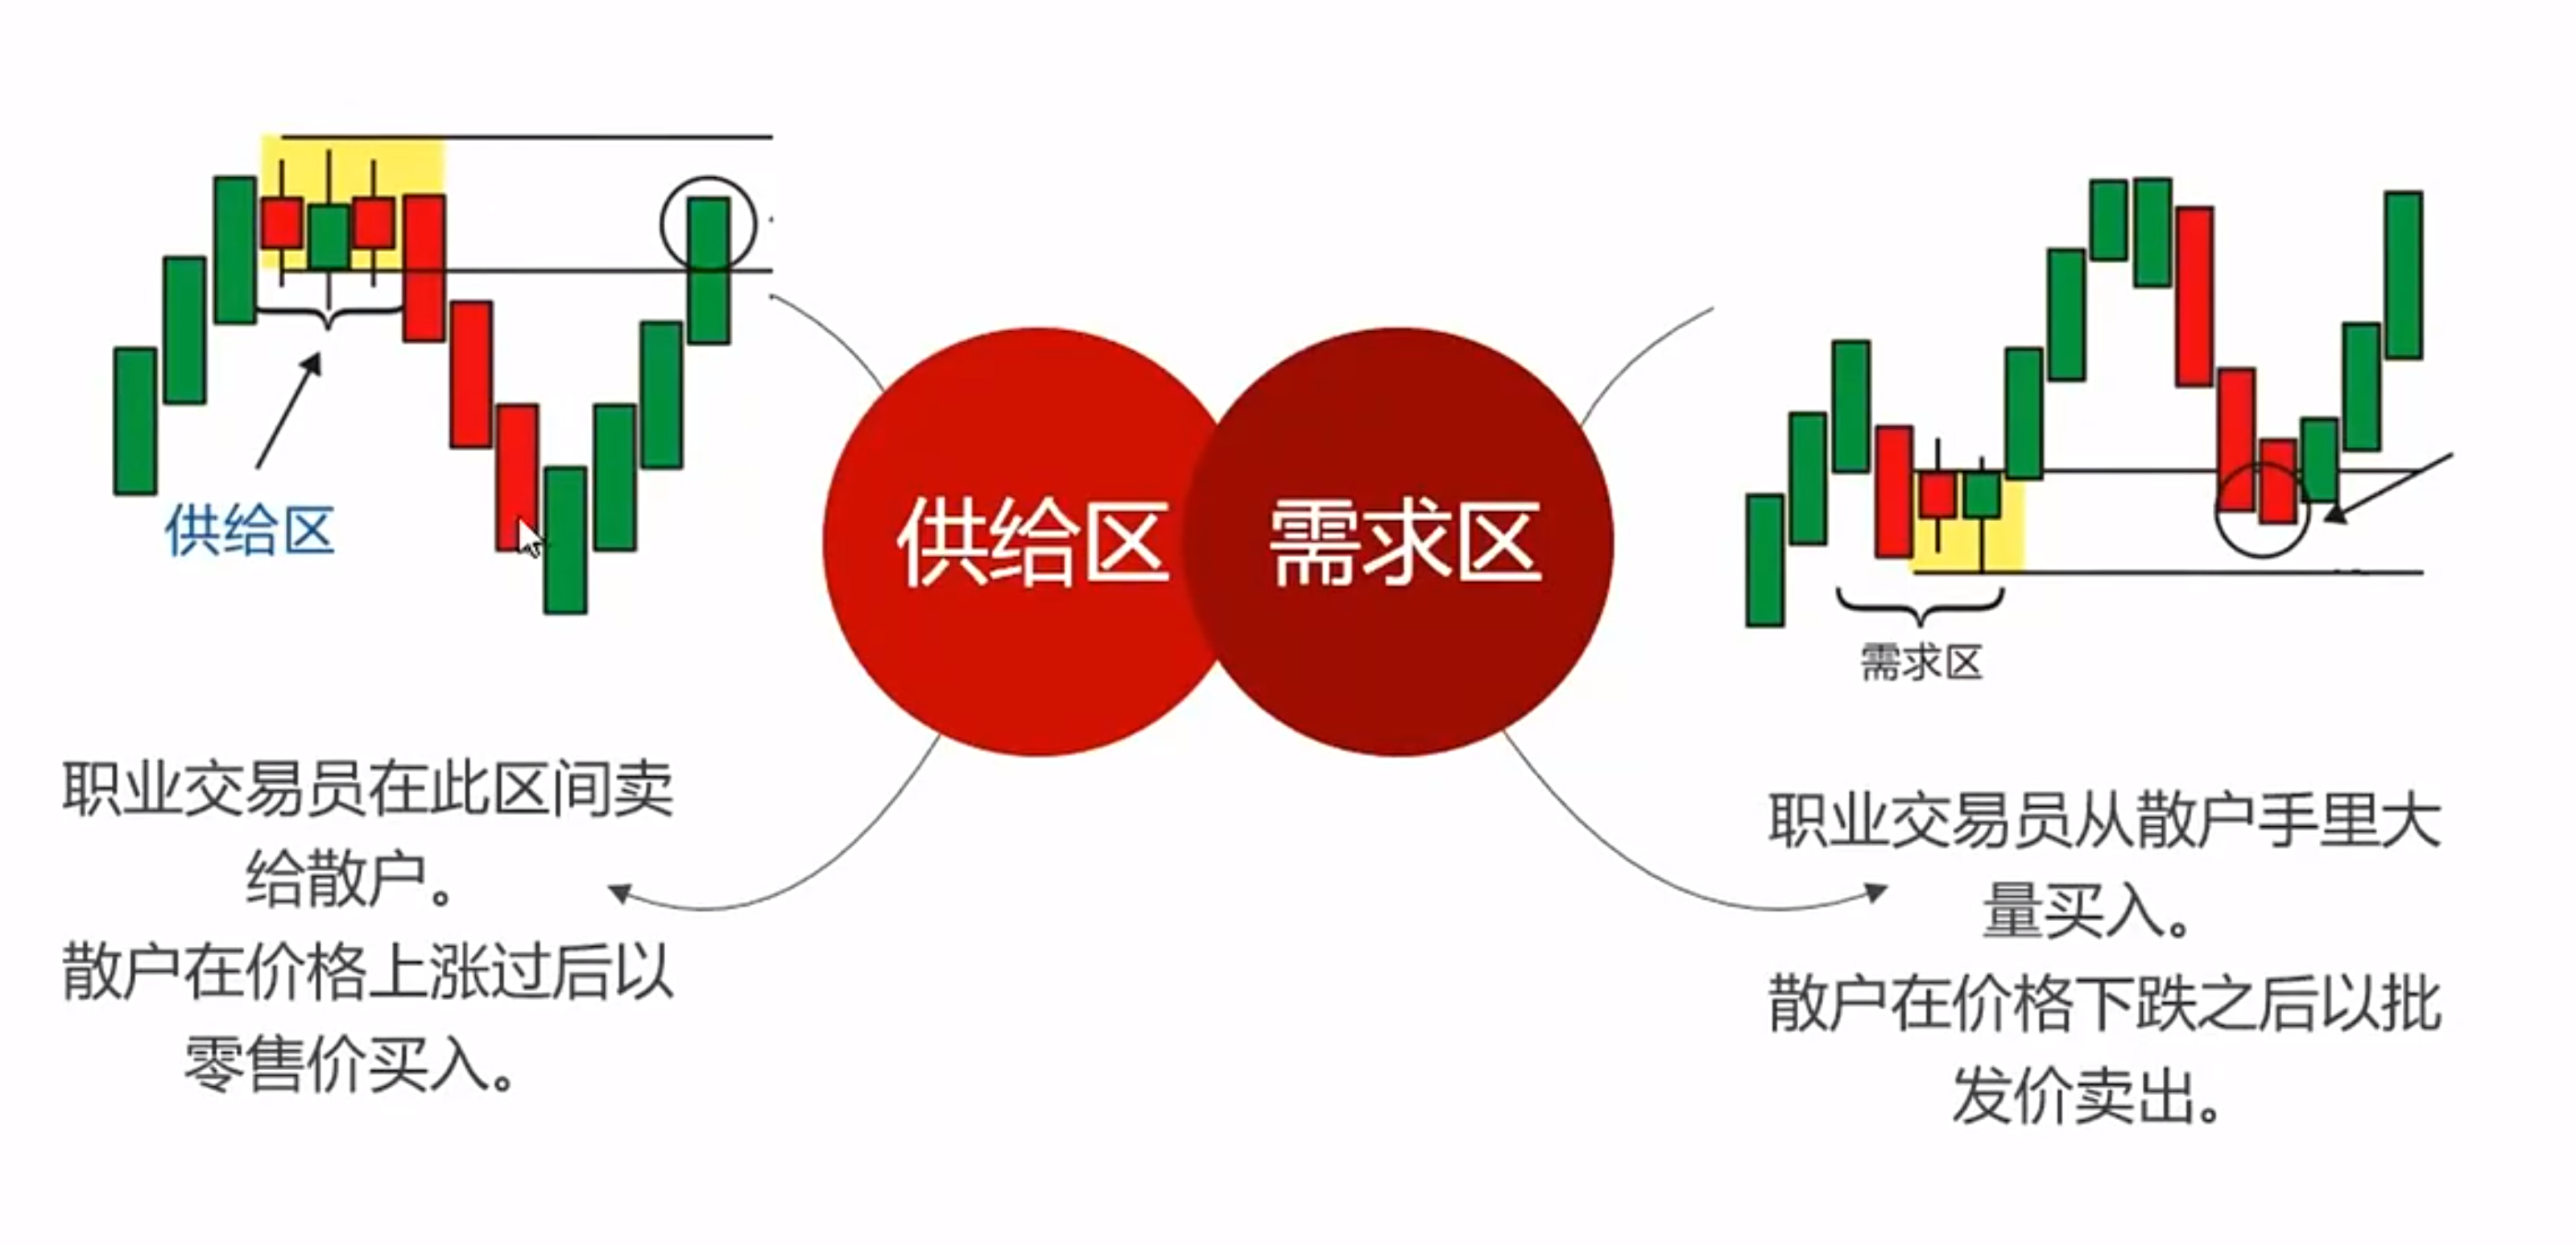 供给区
供给区
需求区
需求区
职业交易员在此区间卖
给散户。
散户在价格上涨过后以
零售价买入。
职业交易员从散户手里大
量买入。
散户在价格下跌之后以批
发价卖出。